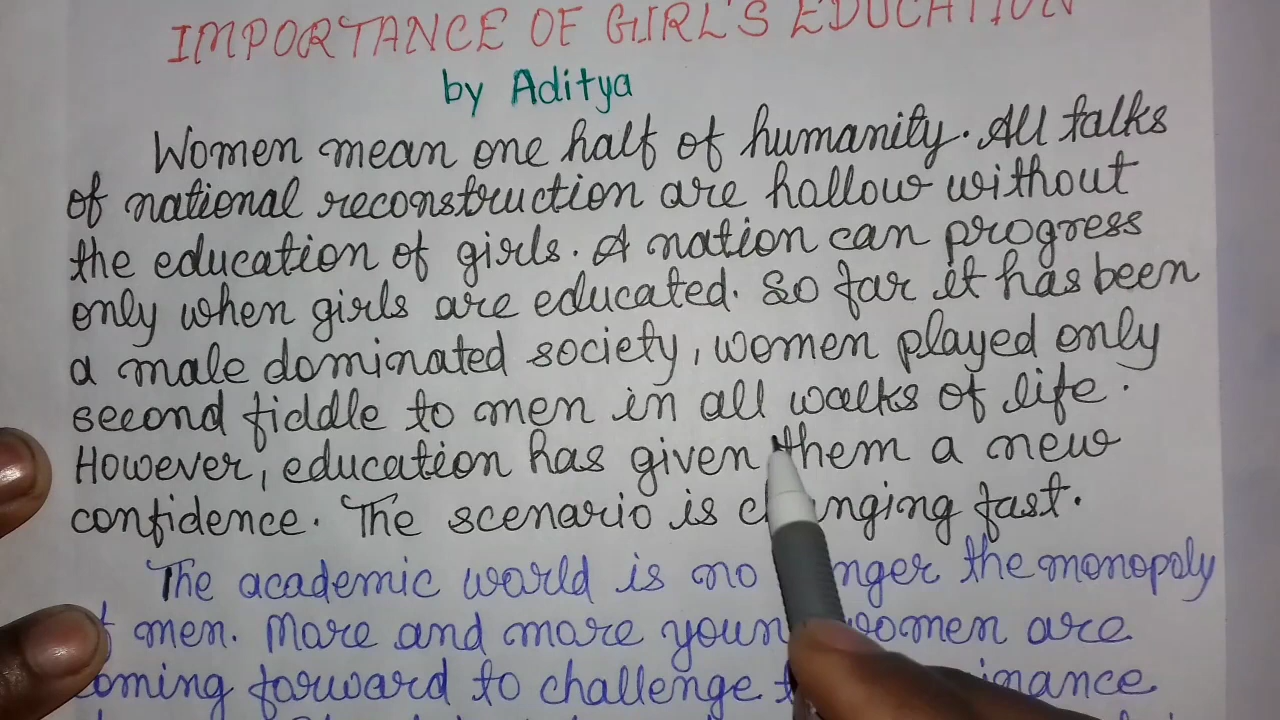 IMPORTANCE OF GIRL'S EDUCATION
by Aditya
Women mean one half of humanity. All talks
of national reconstruction are hollow without
the education of girls. A nation can progress
only when girls are educated. So far it has been
a male dominated society, women played only
second fiddle to men in all walks of life.
However, education has given them a new
confidence. The scenario is changing fast.
The academic world is no longer the monopoly
of men. More and more young women are
coming forward to challenge